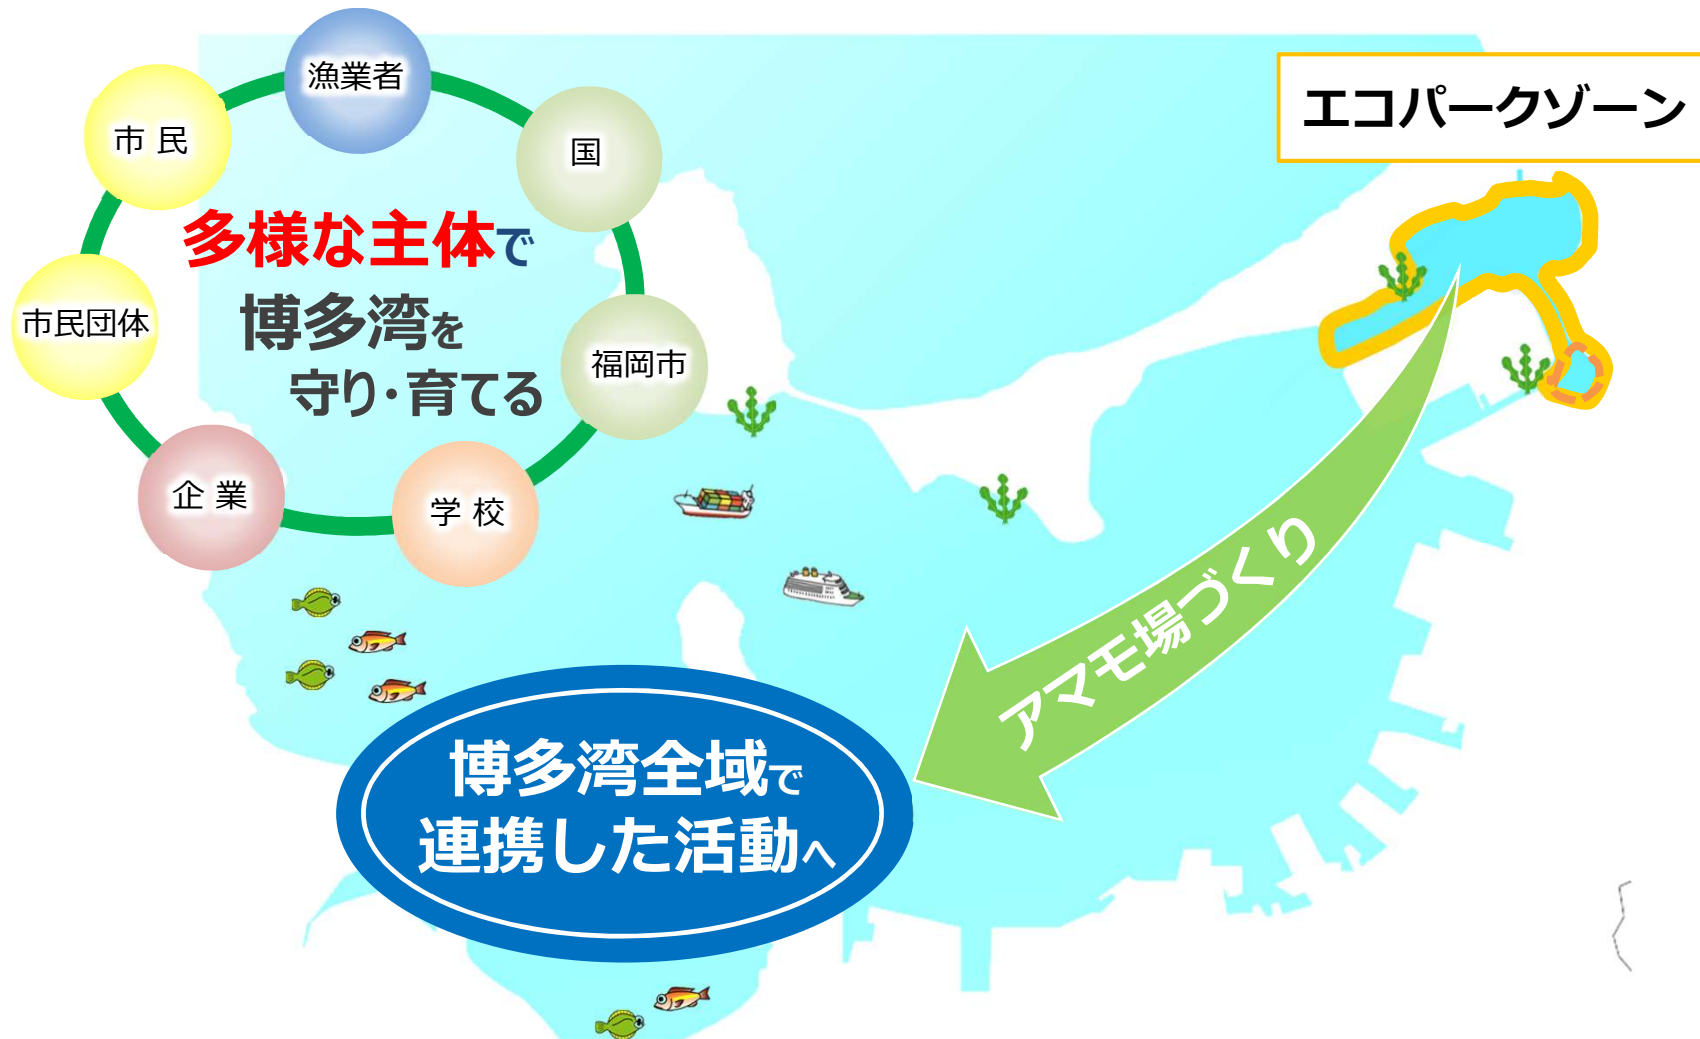 漁業者
市 民
国
多様な主体で
博多湾を
守り・育てる
市民団体
福岡市
企 業
学 校
エコパークゾーン
アマモ場づくり
博多湾全域で
連携した活動へ